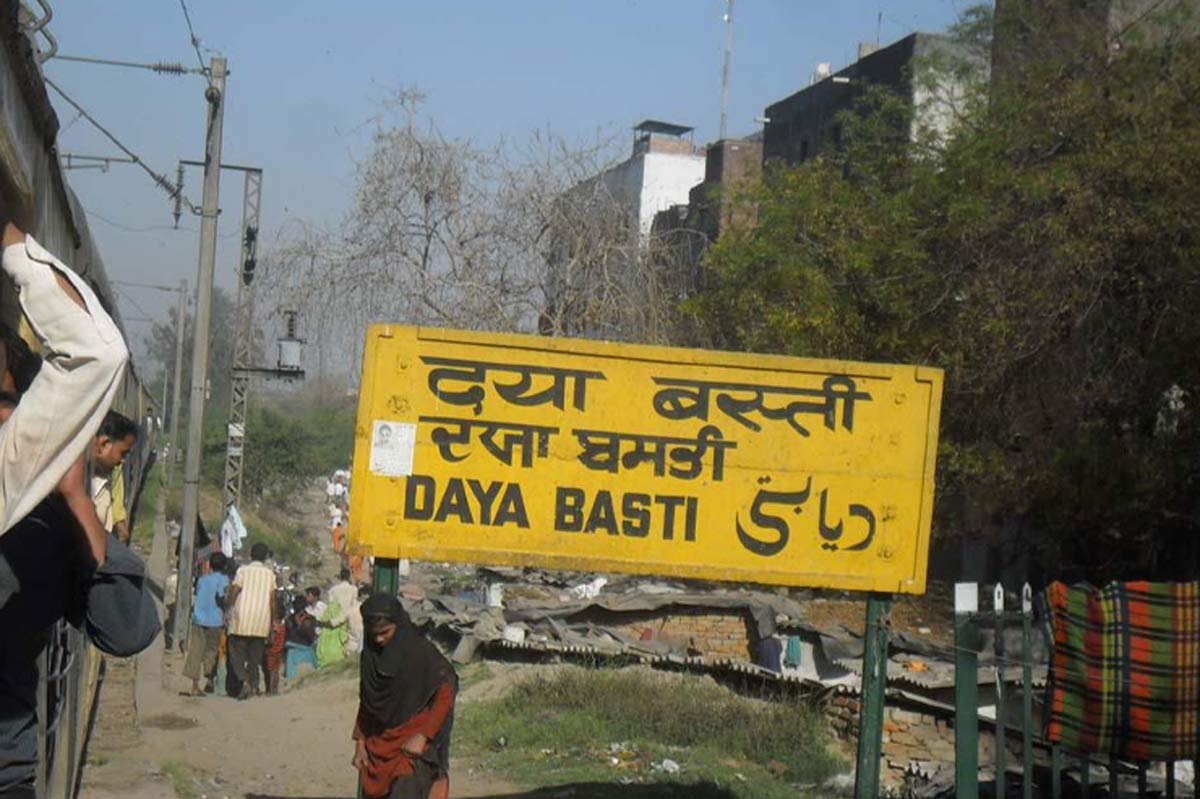 दया बस्ती
ਦਯਾ ਬਸਤੀ
DAYA BASTI دیا بستی